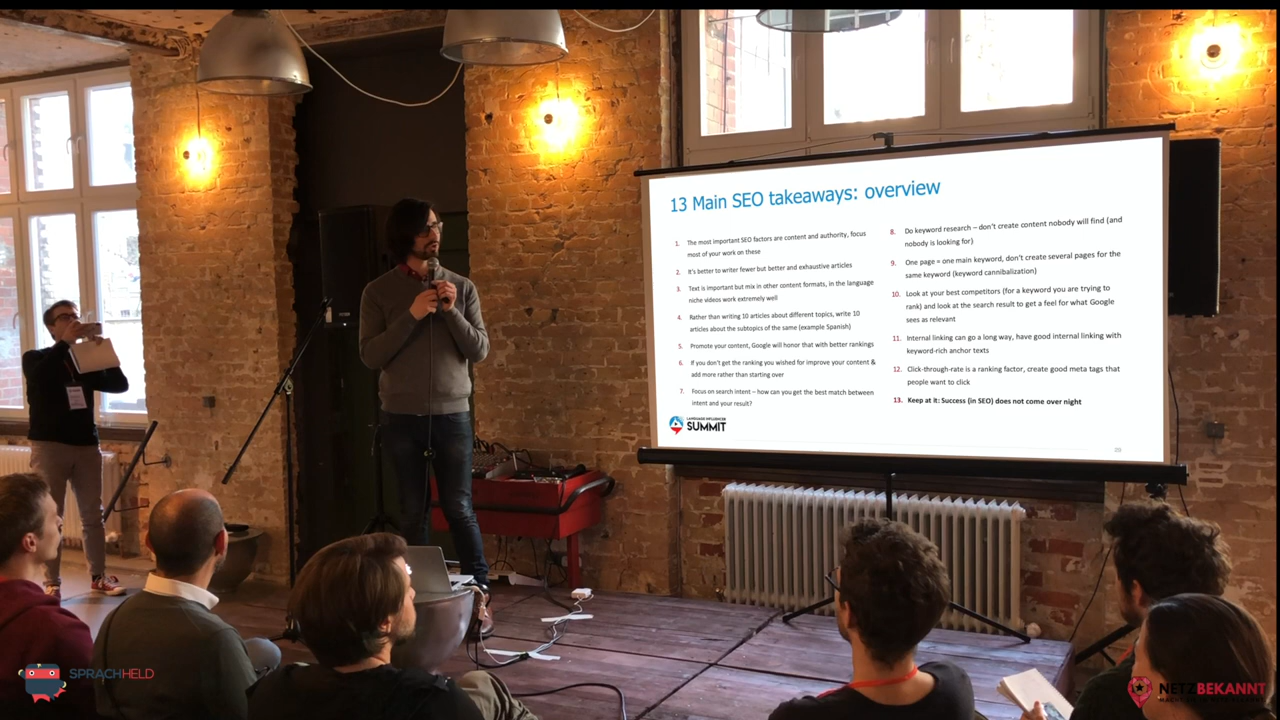 13 Main SEO takeaways: overview
1. The most important SEO factors are content and authority, focus
most of your work on these
2. It's better to writer fewer but better and exhaustive articles
3. Text is important but mix in other content formats, in the language
niche videos work extremely well
4. Rather than writing 10 articles about different topics, write 10
articles about the subtopics of the same (example Spanish)
5. Promote your content, Google will honor that with better rankings
6. If you don't get the ranking you wished for improve your content &
add more rather than starting over
7. Focus on search intent – how can you get the best match between
intent and your result?
8. Do keyword research – don't create content nobody will find (and
nobody is looking for)
9. One page = one main keyword, don't create several pages for the
same keyword (keyword cannibalization)
10. Look at your best competitors (for a keyword you are trying to
rank) and look at the search result to get a feel for what Google
sees as relevant
11. Internal linking can go a long way, have good internal linking with
keyword-rich anchor texts
12. Click-through-rate is a ranking factor, create good meta tags that
people want to click
13. Keep at it: Success (in SEO) does not come over night
LANGUAGE INFLUENCER
SUMMIT
SPRACHHELD
NETZBEKANNT